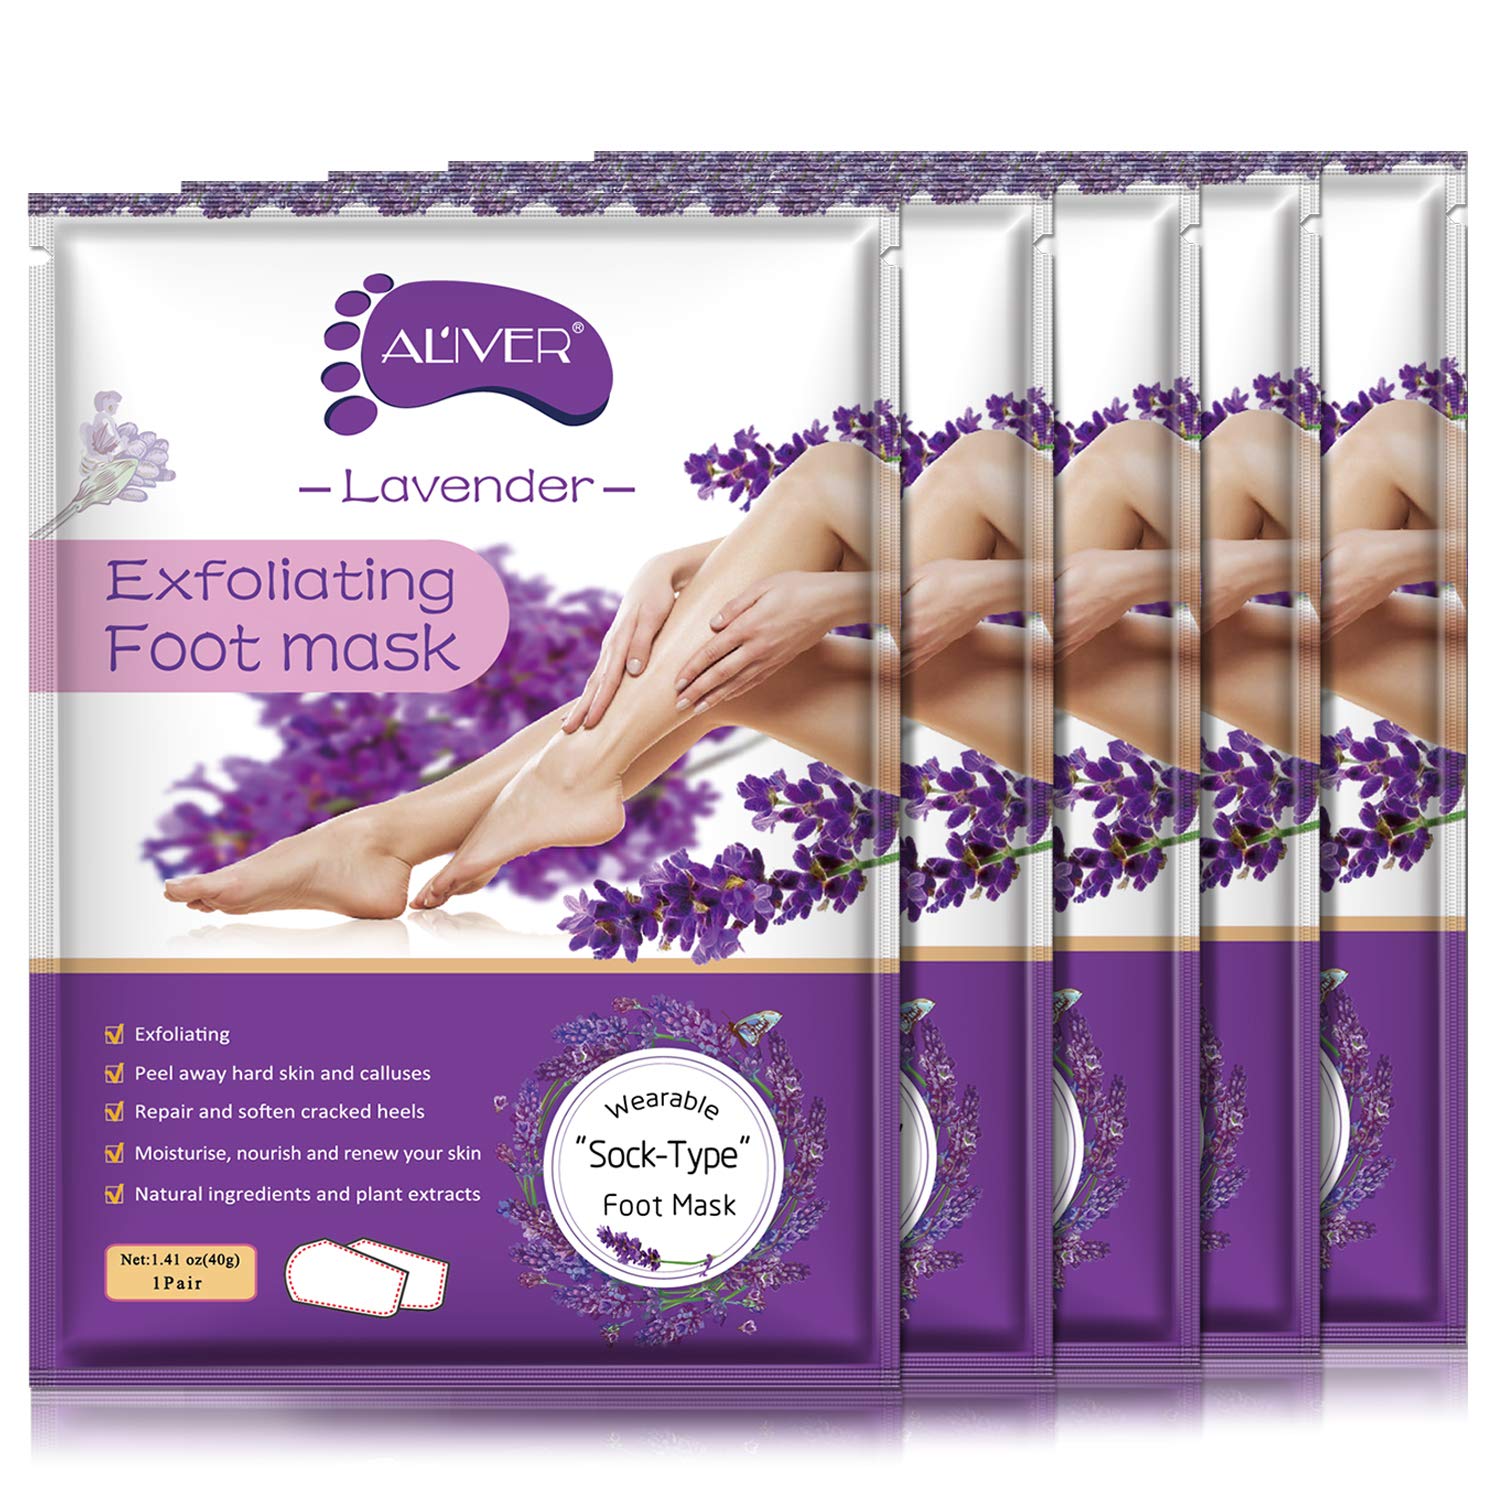 AL'IVER®
– Lavender –
Exfoliating
Foot mask
Exfoliating
Peel away hard skin and calluses
Repair and soften cracked heels
Moisturise, nourish and renew your skin
Natural ingredients and plant extracts
Net:1.41 oz(40g)
1Pair
Wearable
"Sock-Type"
Foot Mask